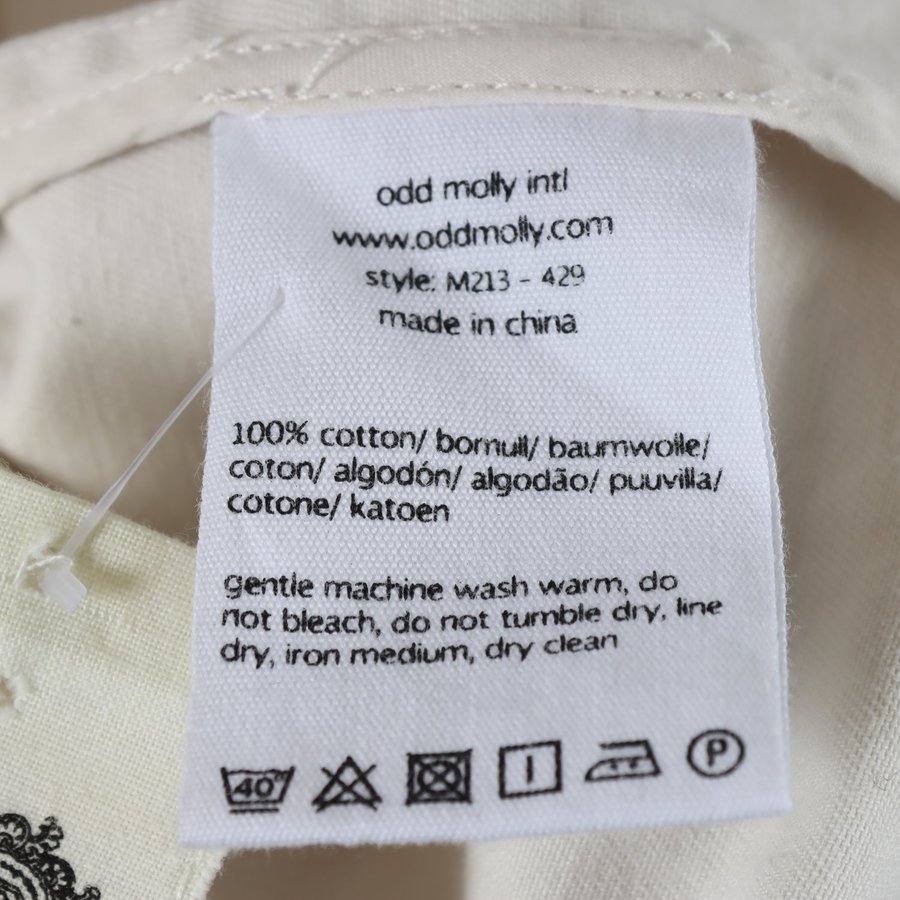 odd molly intl
www.oddmolly.com
style: M213 - 429
made in china
100% cotton/ bomull/ baumwolle/
coton/ algodón/ algodão/ puuvilla/
cotone/ katoen
gentle machine wash warm, do
not bleach, do not tumble dry, line
dry, iron medium, dry clean
40° P